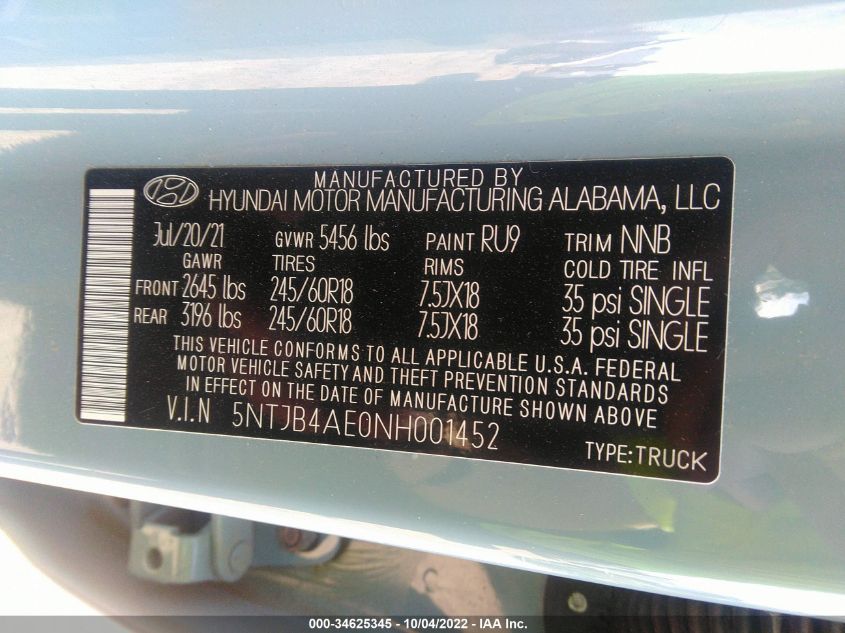 MANUFACTURED BY
HYUNDAI MOTOR MANUFACTURING ALABAMA, LLC
Jul/20/21 GVWR 5456 lbs PAINT RU9 TRIM NNB
GAWR TIRES RIMS COLD TIRE INFL
FRONT 2645 lbs 245/60R18 7.5JX18 35 psi SINGLE
REAR 3196 lbs 245/60R18 7.5JX18 35 psi SINGLE
THIS VEHICLE CONFORMS TO ALL APPLICABLE U.S.A. FEDERAL
MOTOR VEHICLE SAFETY AND THEFT PREVENTION STANDARDS
IN EFFECT ON THE DATE OF MANUFACTURE SHOWN ABOVE
V.I.N 5NTJB4AE0NH001452
TYPE:TRUCK
000-34625345 - 10/04/2022 - IAA Inc.